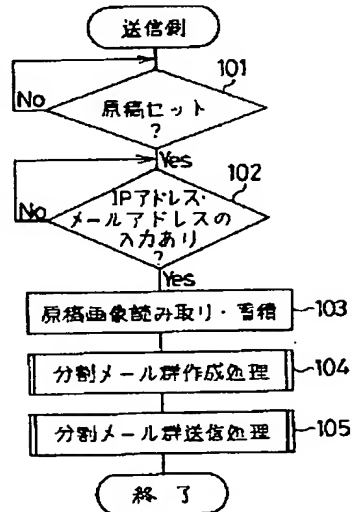 送信側
101
No
原稿セット
?
Yes
102
No
IPアドレス・
メールアドレスの
入力あり
?
Yes
原稿画像読み取り・蓄積
103
分割メール群作成処理
104
分割メール群送信処理
105
終了